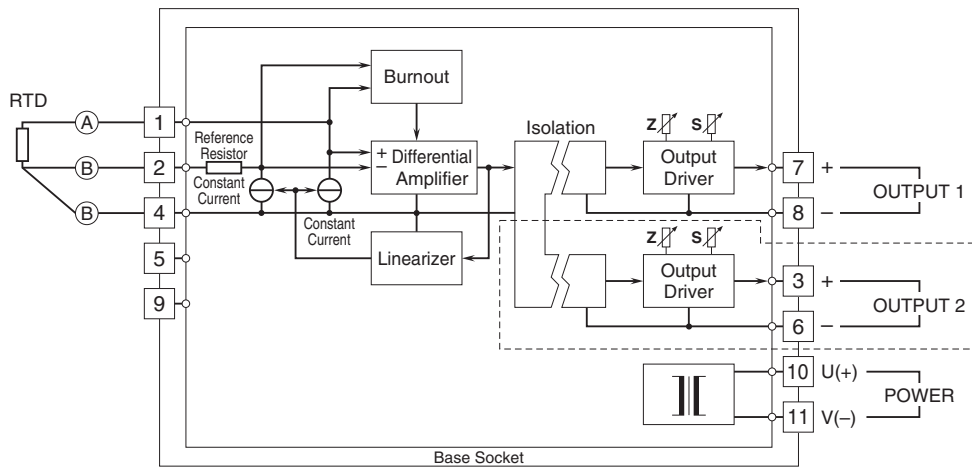 RTD
A
B
B
1
2
4
5
9
Reference
Resistor
Constant
Current
Constant
Current
Burnout
+
–
Differential
Amplifier
Linearizer
Isolation
Z
S
Output
Driver
Z
S
Output
Driver
7
+
8
–
OUTPUT 1
3
+
6
–
OUTPUT 2
10
U(+)
11
V(–)
POWER
Base Socket